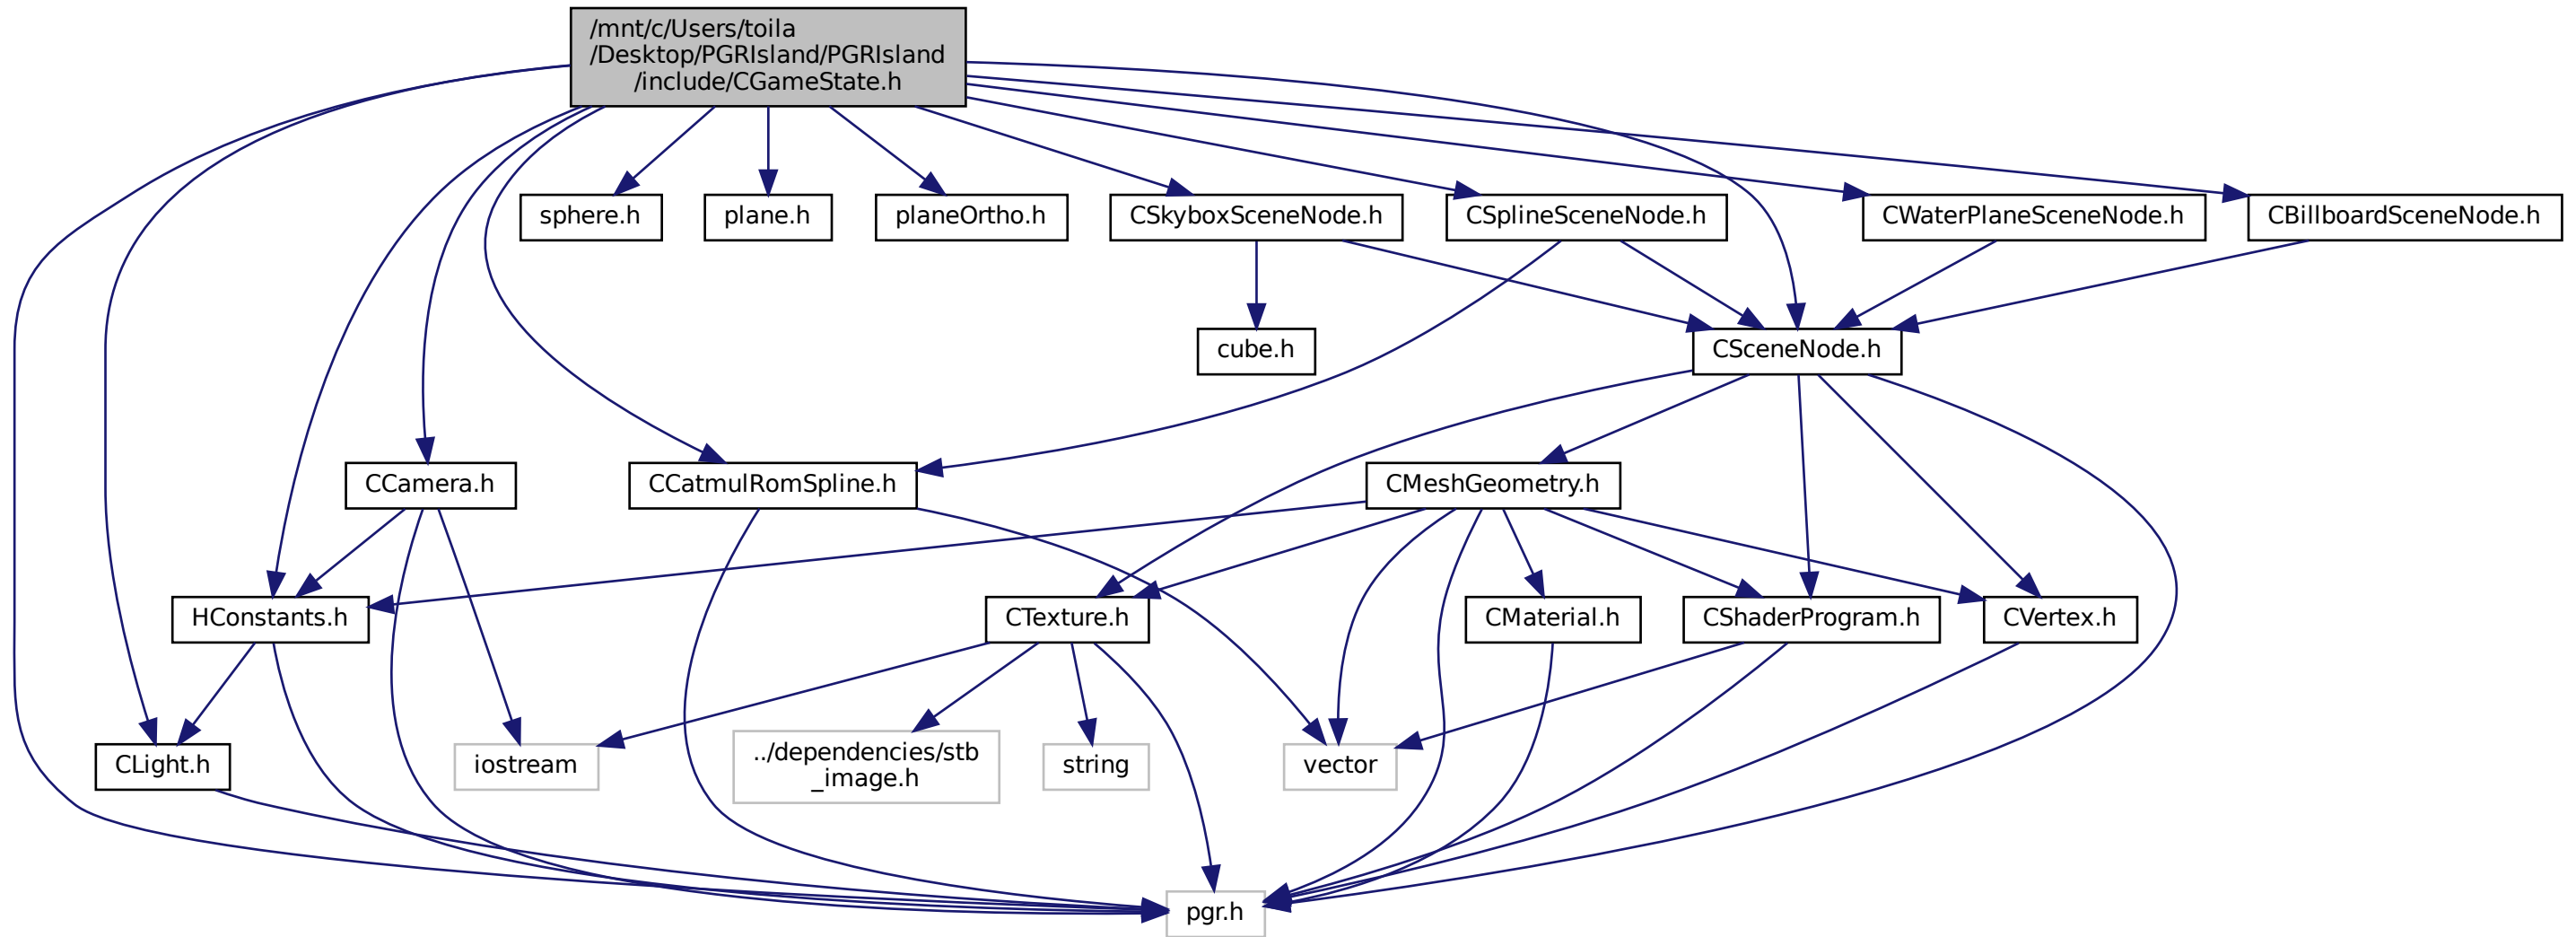 /mnt/c/Users/toila
/Desktop/PGRIsland/PGRIsland
/include/CGameState.h
sphere.h
plane.h
planeOrtho.h
CSkyboxSceneNode.h
CSplineSceneNode.h
CWaterPlaneSceneNode.h
CBillboardSceneNode.h
cube.h
CSceneNode.h
CCamera.h
CCatmulRomSpline.h
CMeshGeometry.h
HConstants.h
CTexture.h
CMaterial.h
CShaderProgram.h
CVertex.h
CLight.h
iostream
../dependencies/stb
_image.h
string
vector
pgr.h